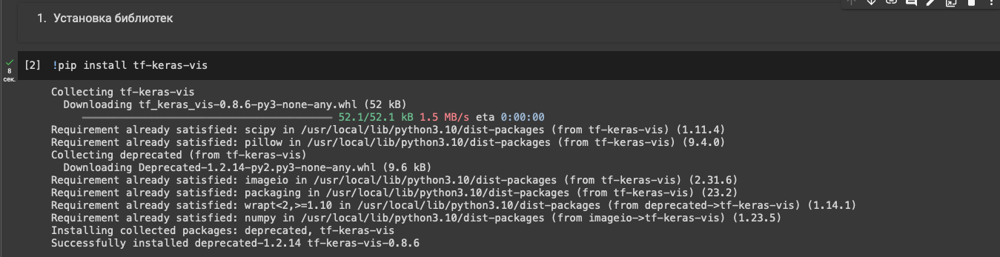 1. Установка библиотек
[2] !pip install tf-keras-vis
8
сек.
Collecting tf-keras-vis
Downloading tf_keras_vis-0.8.6-py3-none-any.whl (52 kB)
52.1/52.1 kB 1.5 MB/s eta 0:00:00
Requirement already satisfied: scipy in /usr/local/lib/python3.10/dist-packages (from tf-keras-vis) (1.11.4)
Requirement already satisfied: pillow in /usr/local/lib/python3.10/dist-packages (from tf-keras-vis) (9.4.0)
Collecting deprecated (from tf-keras-vis)
Downloading Deprecated-1.2.14-py2.py3-none-any.whl (9.6 kB)
Requirement already satisfied: imageio in /usr/local/lib/python3.10/dist-packages (from tf-keras-vis) (2.31.6)
Requirement already satisfied: packaging in /usr/local/lib/python3.10/dist-packages (from tf-keras-vis) (23.2)
Requirement already satisfied: wrapt<2,>=1.10 in /usr/local/lib/python3.10/dist-packages (from deprecated->tf-keras-vis) (1.14.1)
Requirement already satisfied: numpy in /usr/local/lib/python3.10/dist-packages (from imageio->tf-keras-vis) (1.23.5)
Installing collected packages: deprecated, tf-keras-vis
Successfully installed deprecated-1.2.14 tf-keras-vis-0.8.6